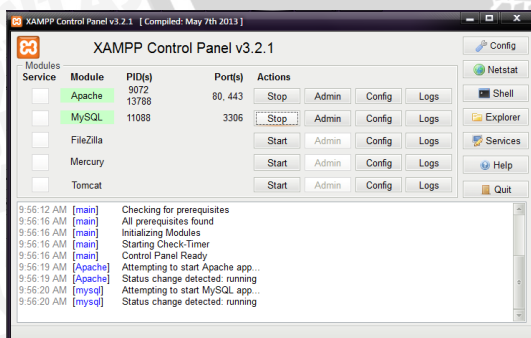 XAMPP Control Panel v3.2.1 [ Compiled: May 7th 2013 ]
XAMPP Control Panel v3.2.1
Config
Modules
Service Module PID(s) Port(s) Actions
Netstat
Apache 9072 13788 80, 443 Stop Admin Config Logs
Shell
MySQL 11088 3306 Stop Admin Config Logs
Explorer
FileZilla Start Admin Config Logs
Services
Mercury Start Admin Config Logs
Help
Tomcat Start Admin Config Logs
Quit
9:56:12 AM [main] Checking for prerequisites
9:56:16 AM [main] All prerequisites found
9:56:16 AM [main] Initializing Modules
9:56:16 AM [main] Starting Check-Timer
9:56:16 AM [main] Control Panel Ready
9:56:19 AM [Apache] Attempting to start Apache app...
9:56:19 AM [Apache] Status change detected: running
9:56:20 AM [mysql] Attempting to start MySQL app...
9:56:20 AM [mysql] Status change detected: running